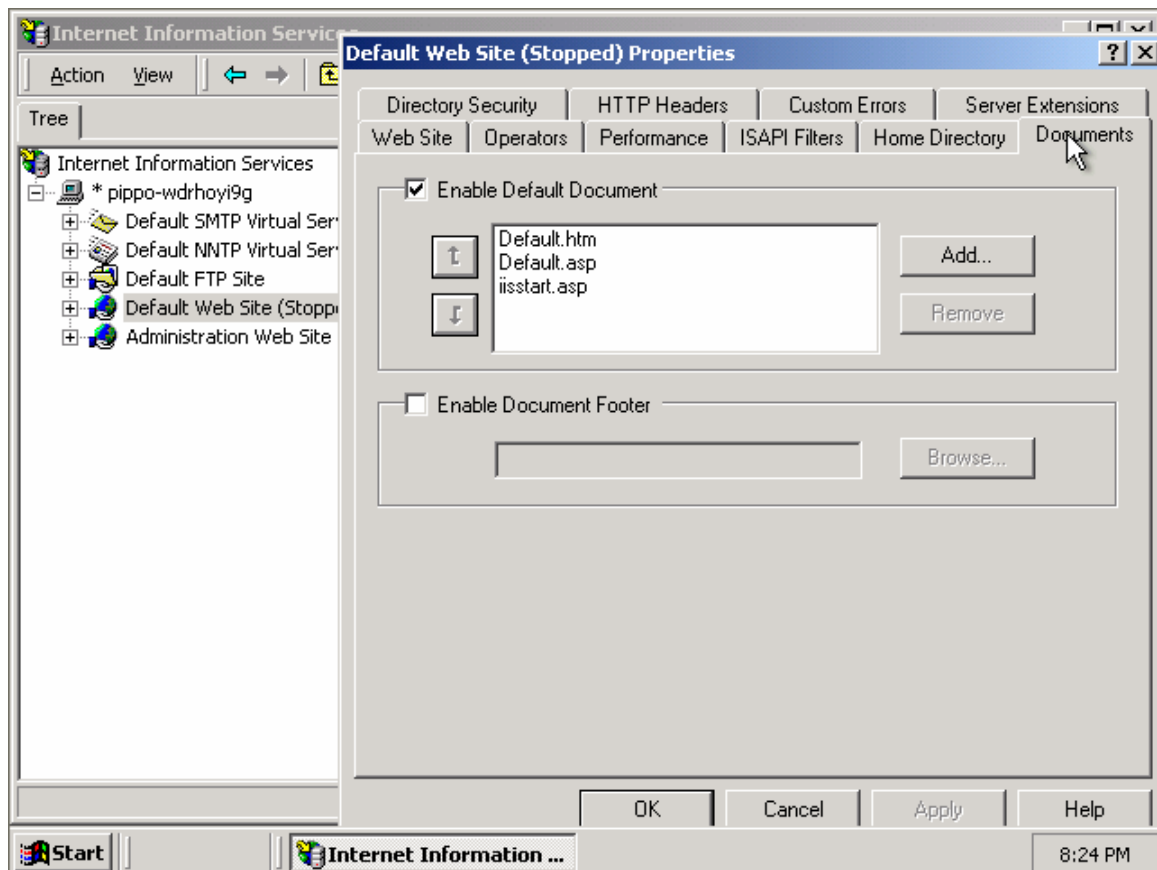 Internet Information Services
Default Web Site (Stopped) Properties
Action View
Tree
Internet Information Services
* pippo-wdrhoyi9g
Default SMTP Virtual Ser
Default NNTP Virtual Ser
Default FTP Site
Default Web Site (Stopp
Administration Web Site
Directory Security HTTP Headers Custom Errors Server Extensions
Web Site Operators Performance ISAPI Filters Home Directory Documents
Enable Default Document
Default.htm
Default.asp
iisstart.asp
Add...
Remove
Enable Document Footer
Browse...
OK Cancel Apply Help
Start
Internet Information ...
8:24 PM